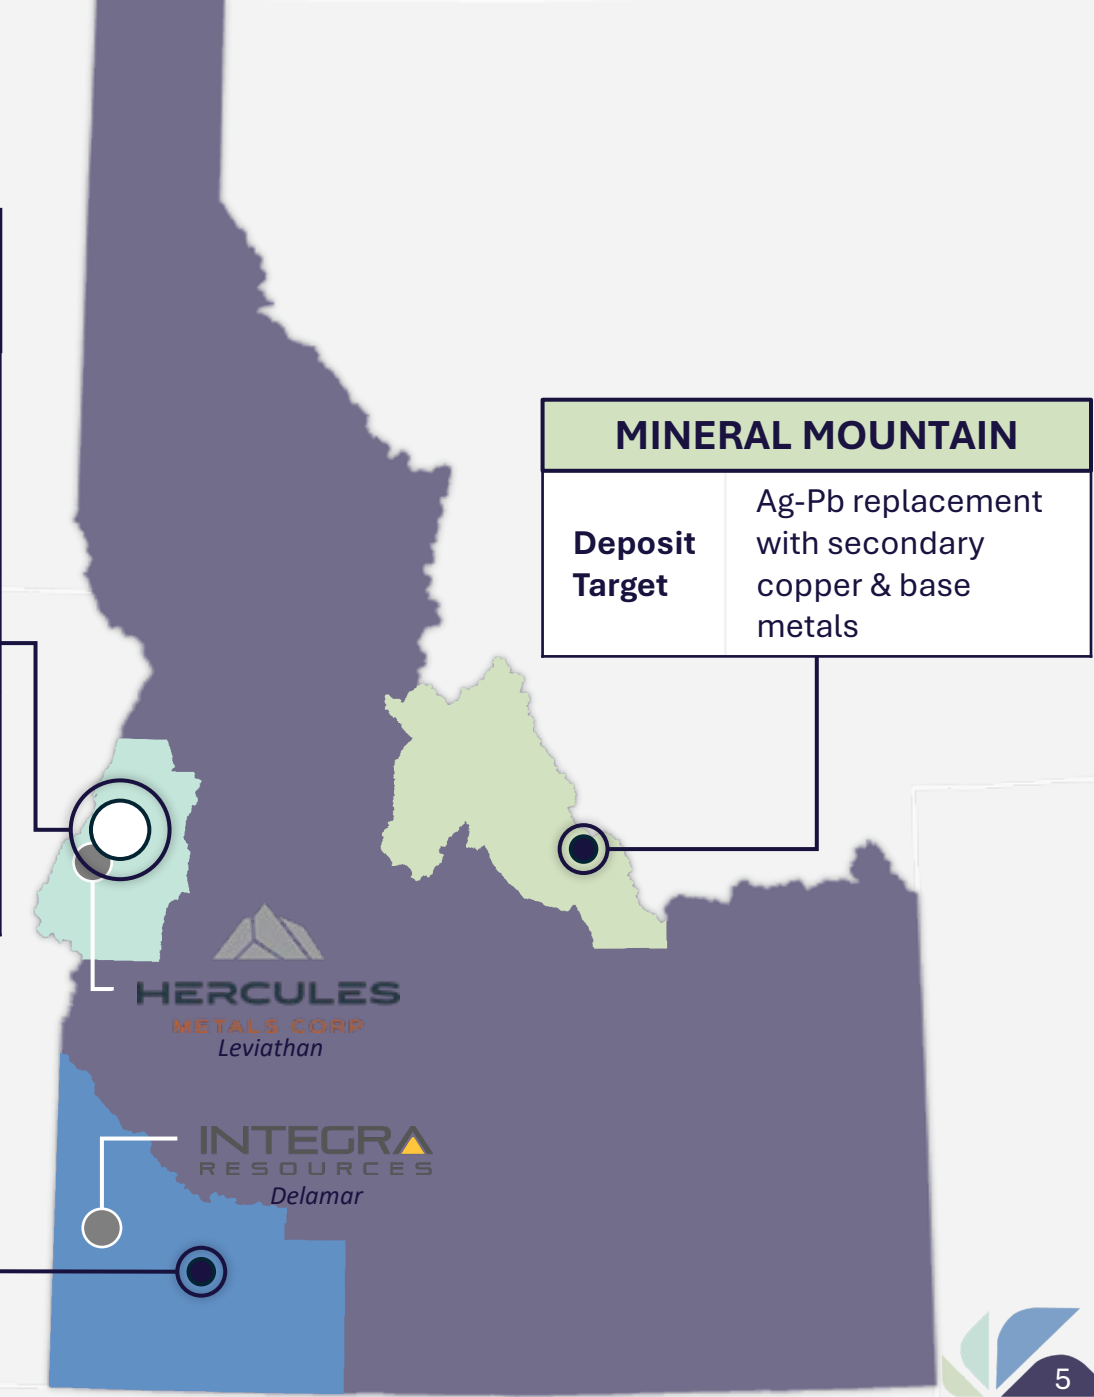 MINERAL MOUNTAIN
Deposit
Target
Ag-Pb replacement
with secondary
copper & base
metals
HERCULES
METALS CORP
Leviathan
INTEGRA
RESOURCES
Delamar
5